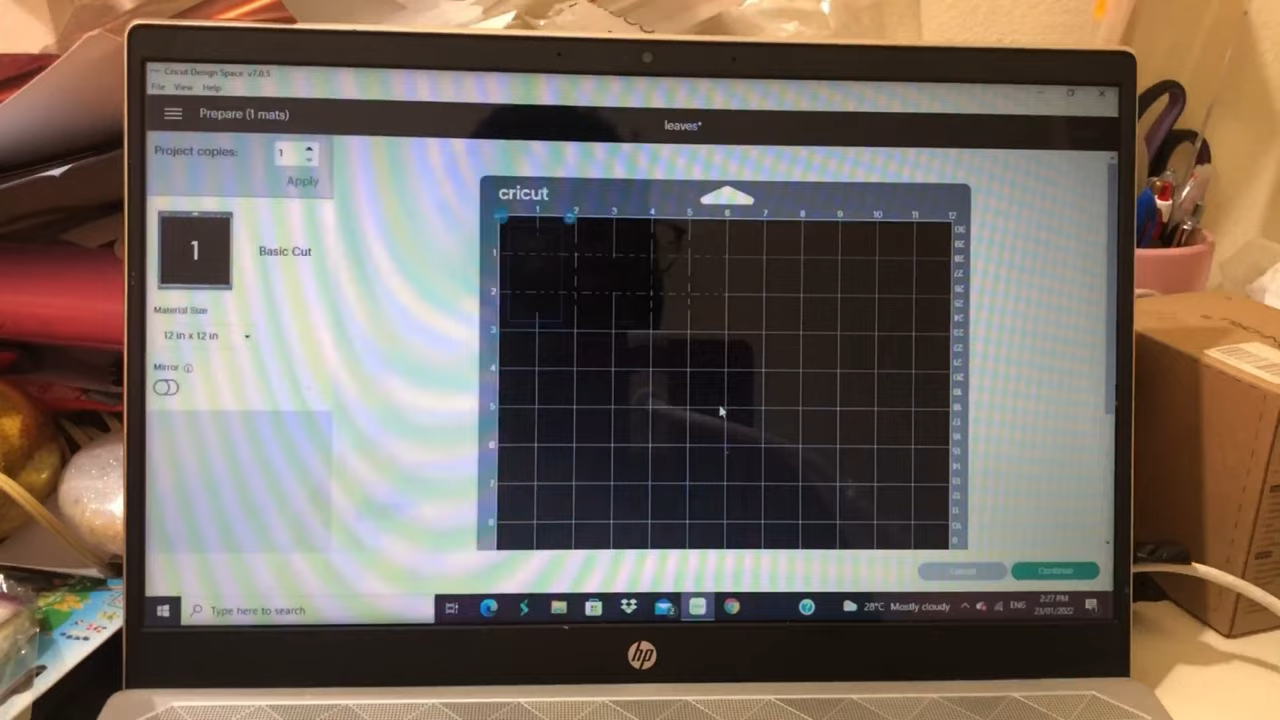 Cricut Design Space v7.0.5
File View Help
Prepare (1 mats)
leaves*
Project copies:
1
Apply
1
Basic Cut
Material Size
12 in x 12 in
Mirror
cricut
1 2 3 4 5 6 7 8 9 10 11 12
1
2
3
4
5
6
7
8
Cancel
Continue
Type here to search
28°C Mostly cloudy
ENG
2:27 PM
23/01/2022
hp